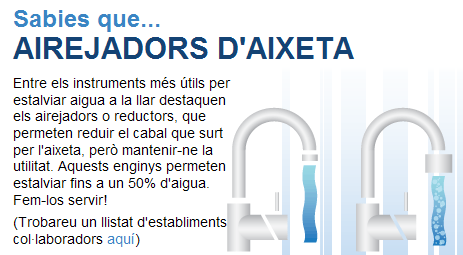 Sabies que...
AIREJADORS D'AIXETA
Entre els instruments més útils per
estalviar aigua a la llar destaquen
els airejadors o reductors, que
permeten reduir el cabal que surt
per l'aixeta, però mantenir-ne la
utilitat. Aquests enginys permeten
estalviar fins a un 50% d'aigua.
Fem-los servir!
(Trobareu un llistat d'establiments
col·laboradors aquí)